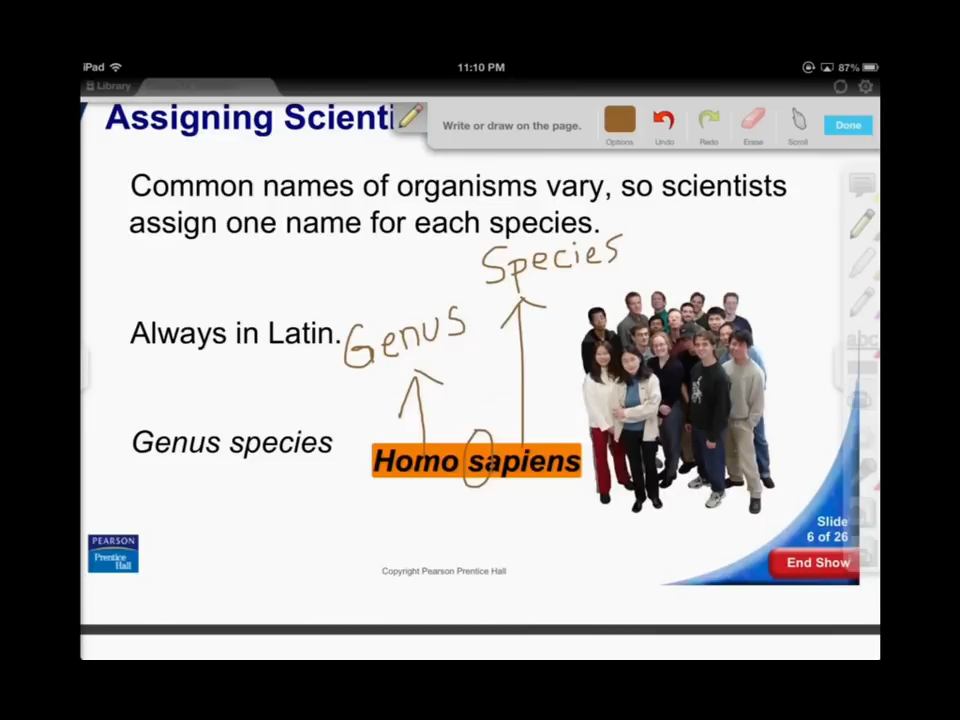 iPad
11:10 PM
87%
Library
Assigning Scienti
Write or draw on the page.
Options
Undo
Redo
Erase
Scroll
Done
Common names of organisms vary, so scientists
assign one name for each species.
Species
abc
Always in Latin.
Genus
Genus species
Homo sapiens
Slide
6 of 26
End Show
PEARSON
Prentice
Hall
Copyright Pearson Prentice Hall